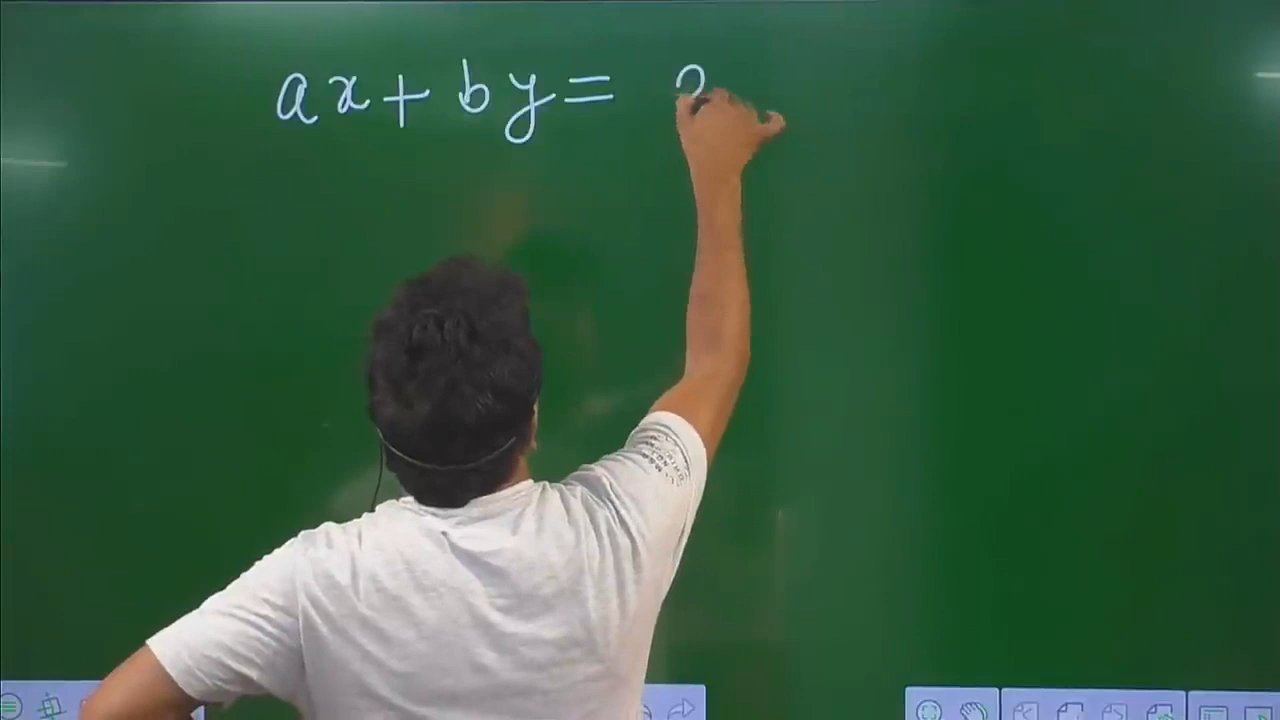 ax + by =